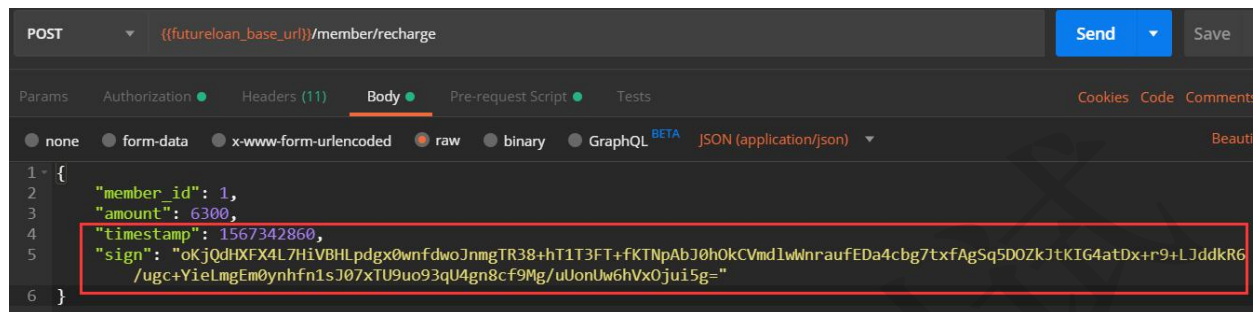 POST {{futureloan_base_url}}/member/recharge Send Save
Params Authorization Headers (11) Body Pre-request Script Tests Cookies Code Comments
none form-data x-www-form-urlencoded raw binary GraphQL BETA JSON (application/json) Beauti
1 {
2 "member_id": 1,
3 "amount": 6300,
4 "timestamp": 1567342860,
5 "sign": "oKjQdHXFX4L7HiVBHLpdgx0wnfdwoJnmgTR38+hT1T3FT+fKTNpAbJ0hOkCVmdlwWnraufEDa4cbg7txfAgSq5DOZkJtKIG4atDx+r9+LJddkR6
/ugc+YieLmgEm0ynhfn1sJ07xTU9uo93qU4gn8cf9Mg/uUonUw6hVxOjui5g="
6 }